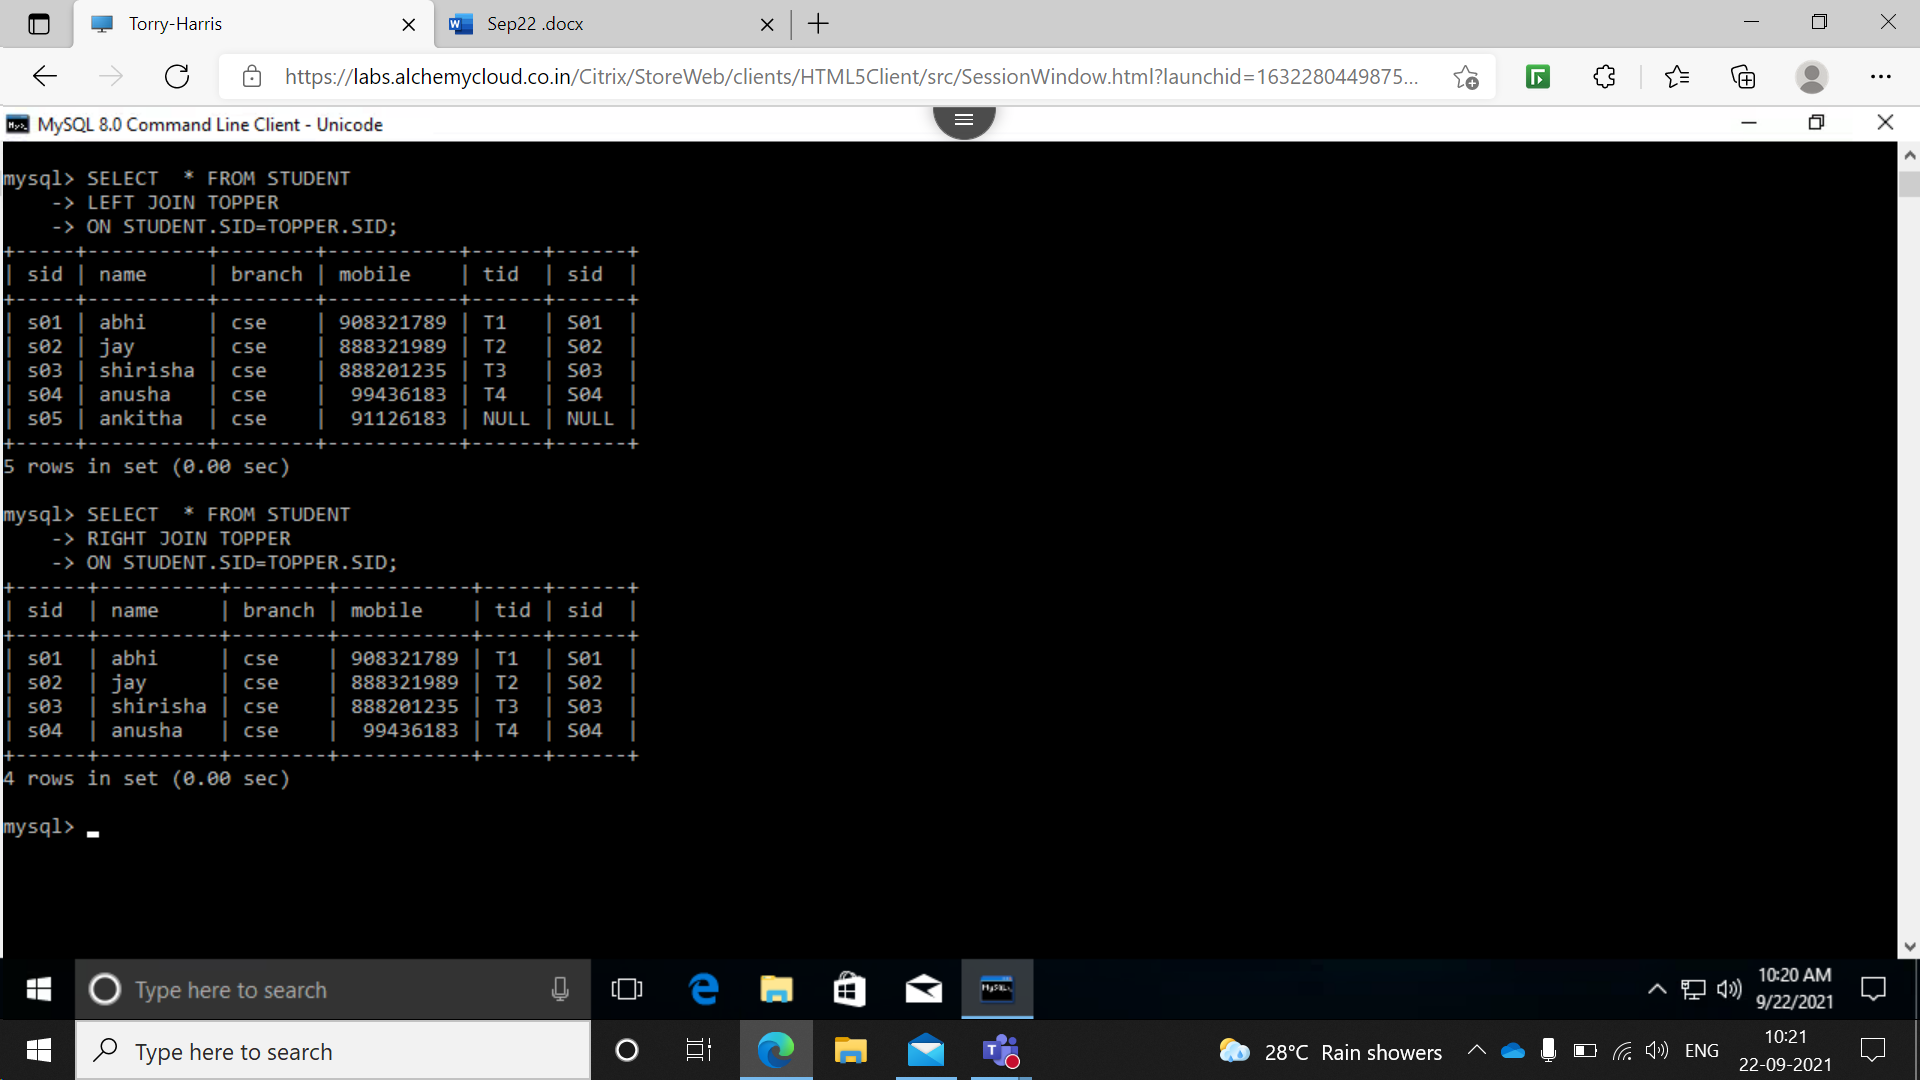 Torry-Harris
Sep22 .docx
https://labs.alchemycloud.co.in/Citrix/StoreWeb/clients/HTML5Client/src/SessionWindow.html?launchid=1632280449875...
MySQL 8.0 Command Line Client - Unicode
mysql> SELECT  * FROM STUDENT
    -> LEFT JOIN TOPPER
    -> ON STUDENT.SID=TOPPER.SID;
+-----+----------+--------+-----------+------+------+
| sid | name     | branch | mobile    | tid  | sid  |
+-----+----------+--------+-----------+------+------+
| s01 | abhi     | cse    | 908321789 | T1   | S01  |
| s02 | jay      | cse    | 888321989 | T2   | S02  |
| s03 | shirisha | cse    | 888201235 | T3   | S03  |
| s04 | anusha   | cse    |  99436183 | T4   | S04  |
| s05 | ankitha  | cse    |  91126183 | NULL | NULL |
+-----+----------+--------+-----------+------+------+
5 rows in set (0.00 sec)
mysql> SELECT  * FROM STUDENT
    -> RIGHT JOIN TOPPER
    -> ON STUDENT.SID=TOPPER.SID;
+------+----------+--------+-----------+-----+------+
| sid  | name     | branch | mobile    | tid | sid  |
+------+----------+--------+-----------+-----+------+
| s01  | abhi     | cse    | 908321789 | T1  | S01  |
| s02  | jay      | cse    | 888321989 | T2  | S02  |
| s03  | shirisha | cse    | 888201235 | T3  | S03  |
| s04  | anusha   | cse    |  99436183 | T4  | S04  |
+------+----------+--------+-----------+-----+------+
4 rows in set (0.00 sec)
mysql> _
Type here to search
10:20 AM
9/22/2021
Type here to search
28°C Rain showers
ENG
10:21
22-09-2021